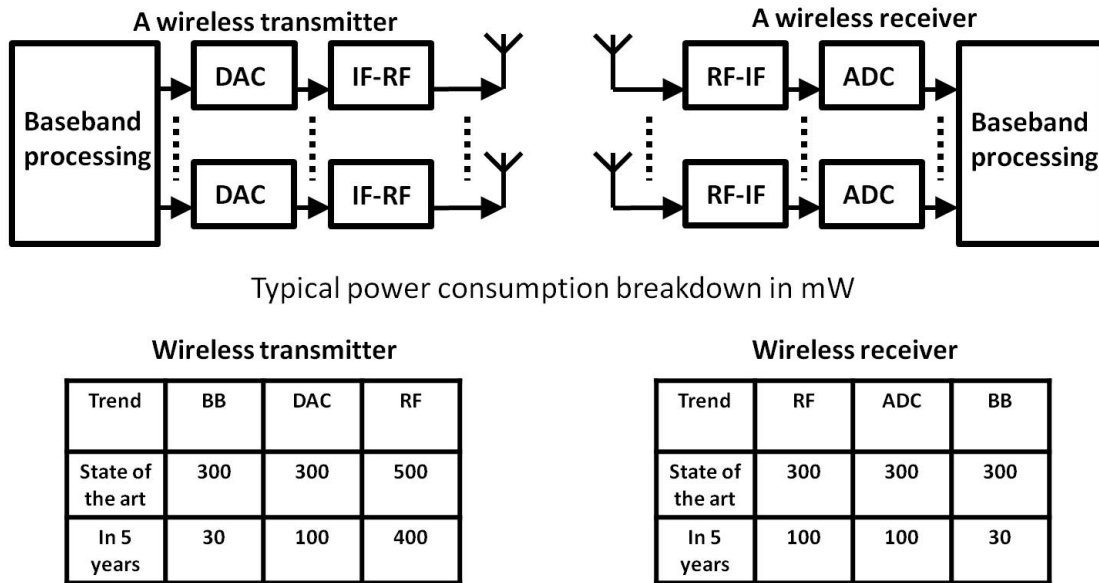 A wireless transmitter
A wireless receiver
Baseband
processing
DAC
IF-RF
DAC
IF-RF
RF-IF
ADC
RF-IF
ADC
Baseband
processing
Typical power consumption breakdown in mW
Wireless transmitter
Trend BB DAC RF
State of
the art 300 300 500
In 5
years 30 100 400
Wireless receiver
Trend RF ADC BB
State of
the art 300 300 300
In 5
years 100 100 30